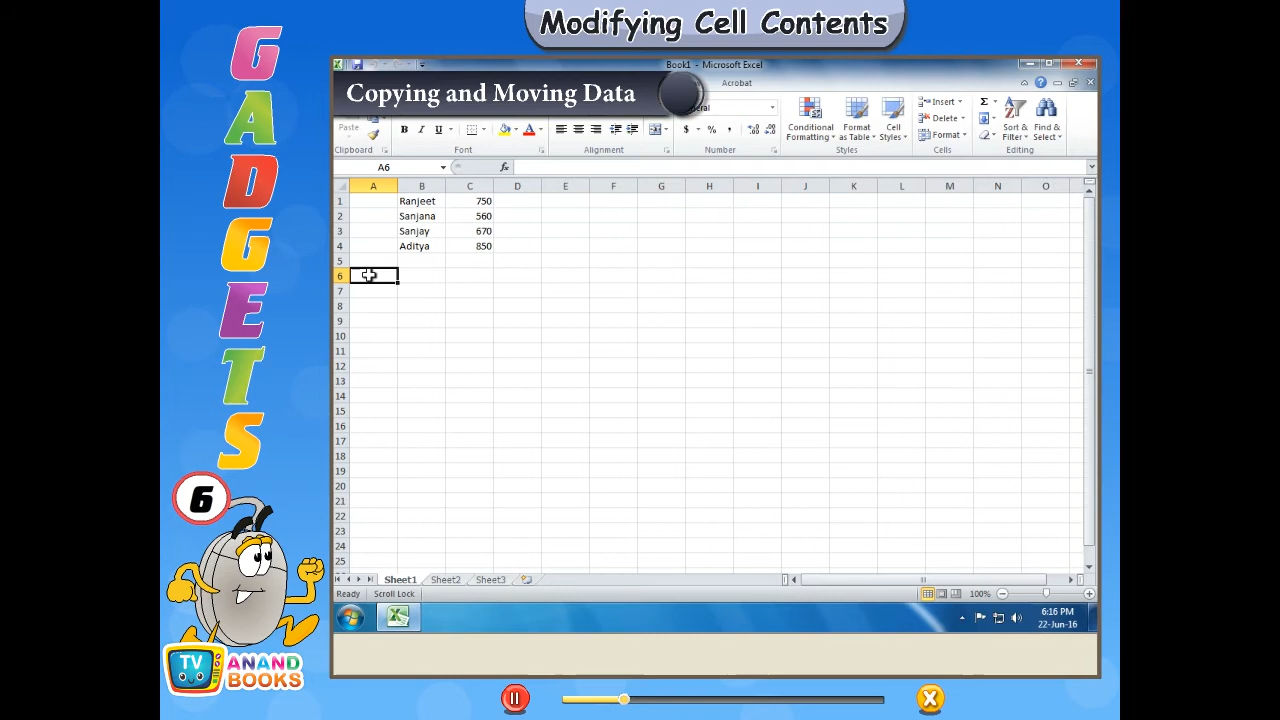 Modifying Cell Contents
GADGETS
6
TV ANAND BOOKS
Book1 - Microsoft Excel
Copying and Moving Data
Acrobat
Paste
B I U A
$ % ,
Conditional Formatting
Format as Table
Cell Styles
Insert
Delete
Format
Σ
Sort & Filter
Find & Select
Clipboard Font Alignment Number Styles Cells Editing
A6 fx
A B C D E F G H I J K L M N O
1 Ranjeet 750
2 Sanjana 560
3 Sanjay 670
4 Aditya 850
5
6
7
8
9
10
11
12
13
14
15
16
17
18
19
20
21
22
23
24
25
Sheet1 Sheet2 Sheet3
Ready Scroll Lock 100%
6:16 PM
22-Jun-16